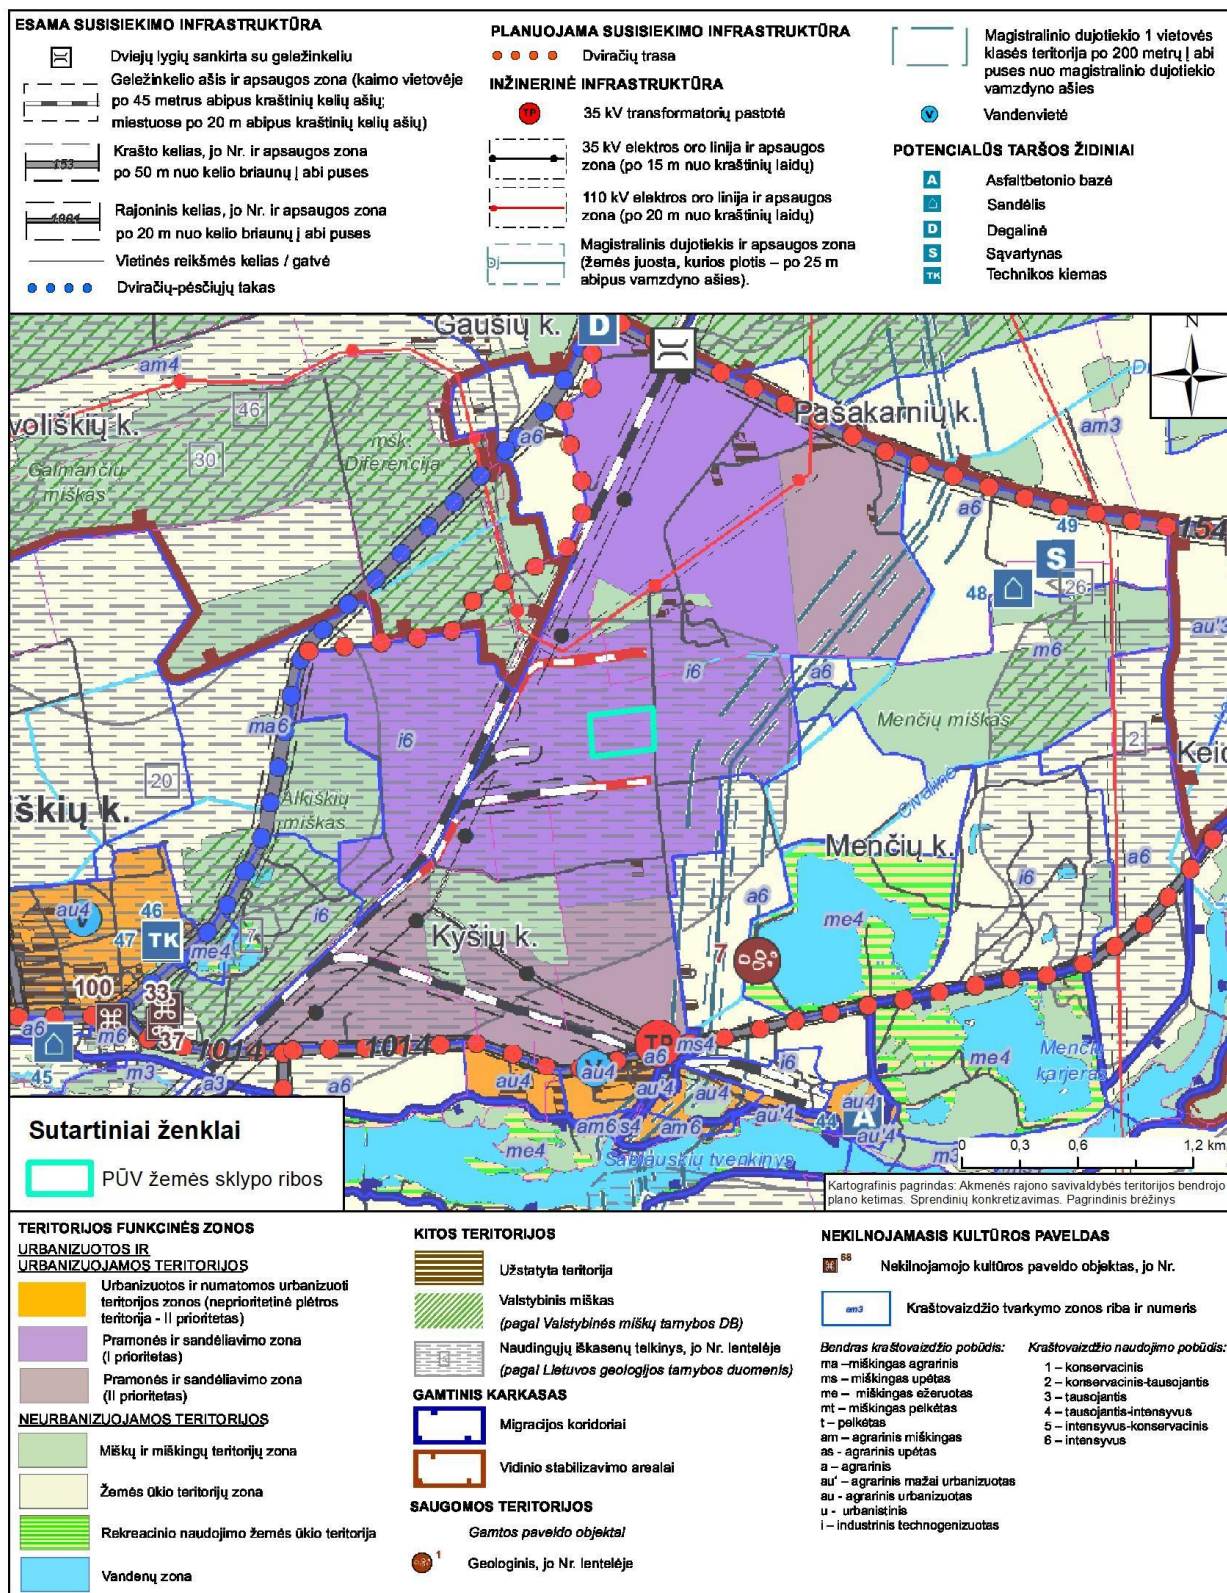 ESAMA SUSISIEKIMO INFRASTRUKTŪRA
Dviejų lygių sankirta su geležinkeliu
Geležinkelio ašis ir apsaugos zona (kaimo vietovėje
po 45 metrus abipus kraštinių kelių ašių;
miestuose po 20 m abipus kraštinių kelių ašių)
153
Krašto kelias, jo Nr. ir apsaugos zona
po 50 m nuo kelio briaunų į abi puses
Rajoninis kelias, jo Nr. ir apsaugos zona
po 20 m nuo kelio briaunų į abi puses
Vietinės reikšmės kelias / gatvė
Dviračių-pėsčiųjų takas
PLANUOJAMA SUSISIEKIMO INFRASTRUKTŪRA
Dviračių trasa
INŽINERINĖ INFRASTRUKTŪRA
TP
35 kV transformatorių pastotė
35 kV elektros oro linija ir apsaugos
zona (po 15 m nuo kraštinių laidų)
110 kV elektros oro linija ir apsaugos
zona (po 20 m nuo kraštinių laidų)
Dj
Magistralinis dujotiekis ir apsaugos zona
(žemės juosta, kurios plotis – po 25 m
abipus vamzdyno ašies).
Magistralinio dujotiekio 1 vietovės
klasės teritorija po 200 metrų į abi
puses nuo magistralinio dujotiekio
vamzdyno ašies
V
Vandenvietė
POTENCIALŪS TARŠOS ŽIDINIAI
A
Asfaltbetonio bazė
Sandėlis
D
Degalinė
S
Sąvartynas
TK
Technikos kiemas
Gaušių k.
D
N
am4
46
voliškių k.
30
Galmančių
miškas
msk.
Diferencija
a6
Pasakarnių k.
am3
a6
49
154
S
48
26
au'3
m6
i6
a6
Menčių miškas
2
Keid
ma6
i6
20
Alkiškių
miškas
iškių k.
Menčių k.
a6
a6
i6
me4
au4
V
46
47
TK
me4
7
i6
Kyšių k.
7
100
33
37
a6
m6
45
m3
a3
1014
1014
a6
TP
a6
ms4
i6
V
au4
au4
au'4
au4
au'4
44
A
au4
au'4
am6
s4
am6
me4
me4
Menčių
karjeras
m3
Sablauskių tvenkinys
0
0,3
0,6
1,2 km
Kartografinis pagrindas: Akmenės rajono savivaldybės teritorijos bendrojo
plano keitimas. Sprendinių konkretizavimas. Pagrindinis brėžinys
Sutartiniai ženklai
PŪV žemės sklypo ribos
TERITORIJOS FUNKCINĖS ZONOS
URBANIZUOTOS IR
URBANIZUOJAMOS TERITORIJOS
Urbanizuotos ir numatomos urbanizuoti
teritorijos zonos (neprioritetinė plėtros
teritorija - II prioritetas)
Pramonės ir sandėliavimo zona
(I prioritetas)
Pramonės ir sandėliavimo zona
(II prioritetas)
NEURBANIZUOJAMOS TERITORIJOS
Miškų ir miškingų teritorijų zona
Žemės ūkio teritorijų zona
Rekreacinio naudojimo žemės ūkio teritorija
Vandenų zona
KITOS TERITORIJOS
Užstatyta teritorija
Valstybinis miškas
(pagal Valstybinės miškų tarnybos DB)
Naudingųjų iškasenų telkinys, jo Nr. lentelėje
(pagal Lietuvos geologijos tarnybos duomenis)
GAMTINIS KARKASAS
Migracijos koridoriai
Vidinio stabilizavimo arealai
SAUGOMOS TERITORIJOS
Gamtos paveldo objektai
1
Geologinis, jo Nr. lentelėje
NEKILNOJAMASIS KULTŪROS PAVELDAS
68
Nekilnojamojo kultūros paveldo objektas, jo Nr.
am3
Kraštovaizdžio tvarkymo zonos riba ir numeris
Bendras kraštovaizdžio pobūdis:
ma –miškingas agrarinis
ms – miškingas upėtas
me – miškingas ežeruotas
mt – miškingas pelkėtas
t – pelkėtas
am – agrarinis miškingas
as - agrarinis upėtas
a – agrarinis
au' – agrarinis mažai urbanizuotas
au - agrarinis urbanizuotas
u - urbanistinis
i – industrinis technogenizuotas
Kraštovaizdžio naudojimo pobūdis:
1 – konservacinis
2 – konservacinis-tausojantis
3 – tausojantis
4 – tausojantis-intensyvus
5 – intensyvus-konservacinis
6 – intensyvus